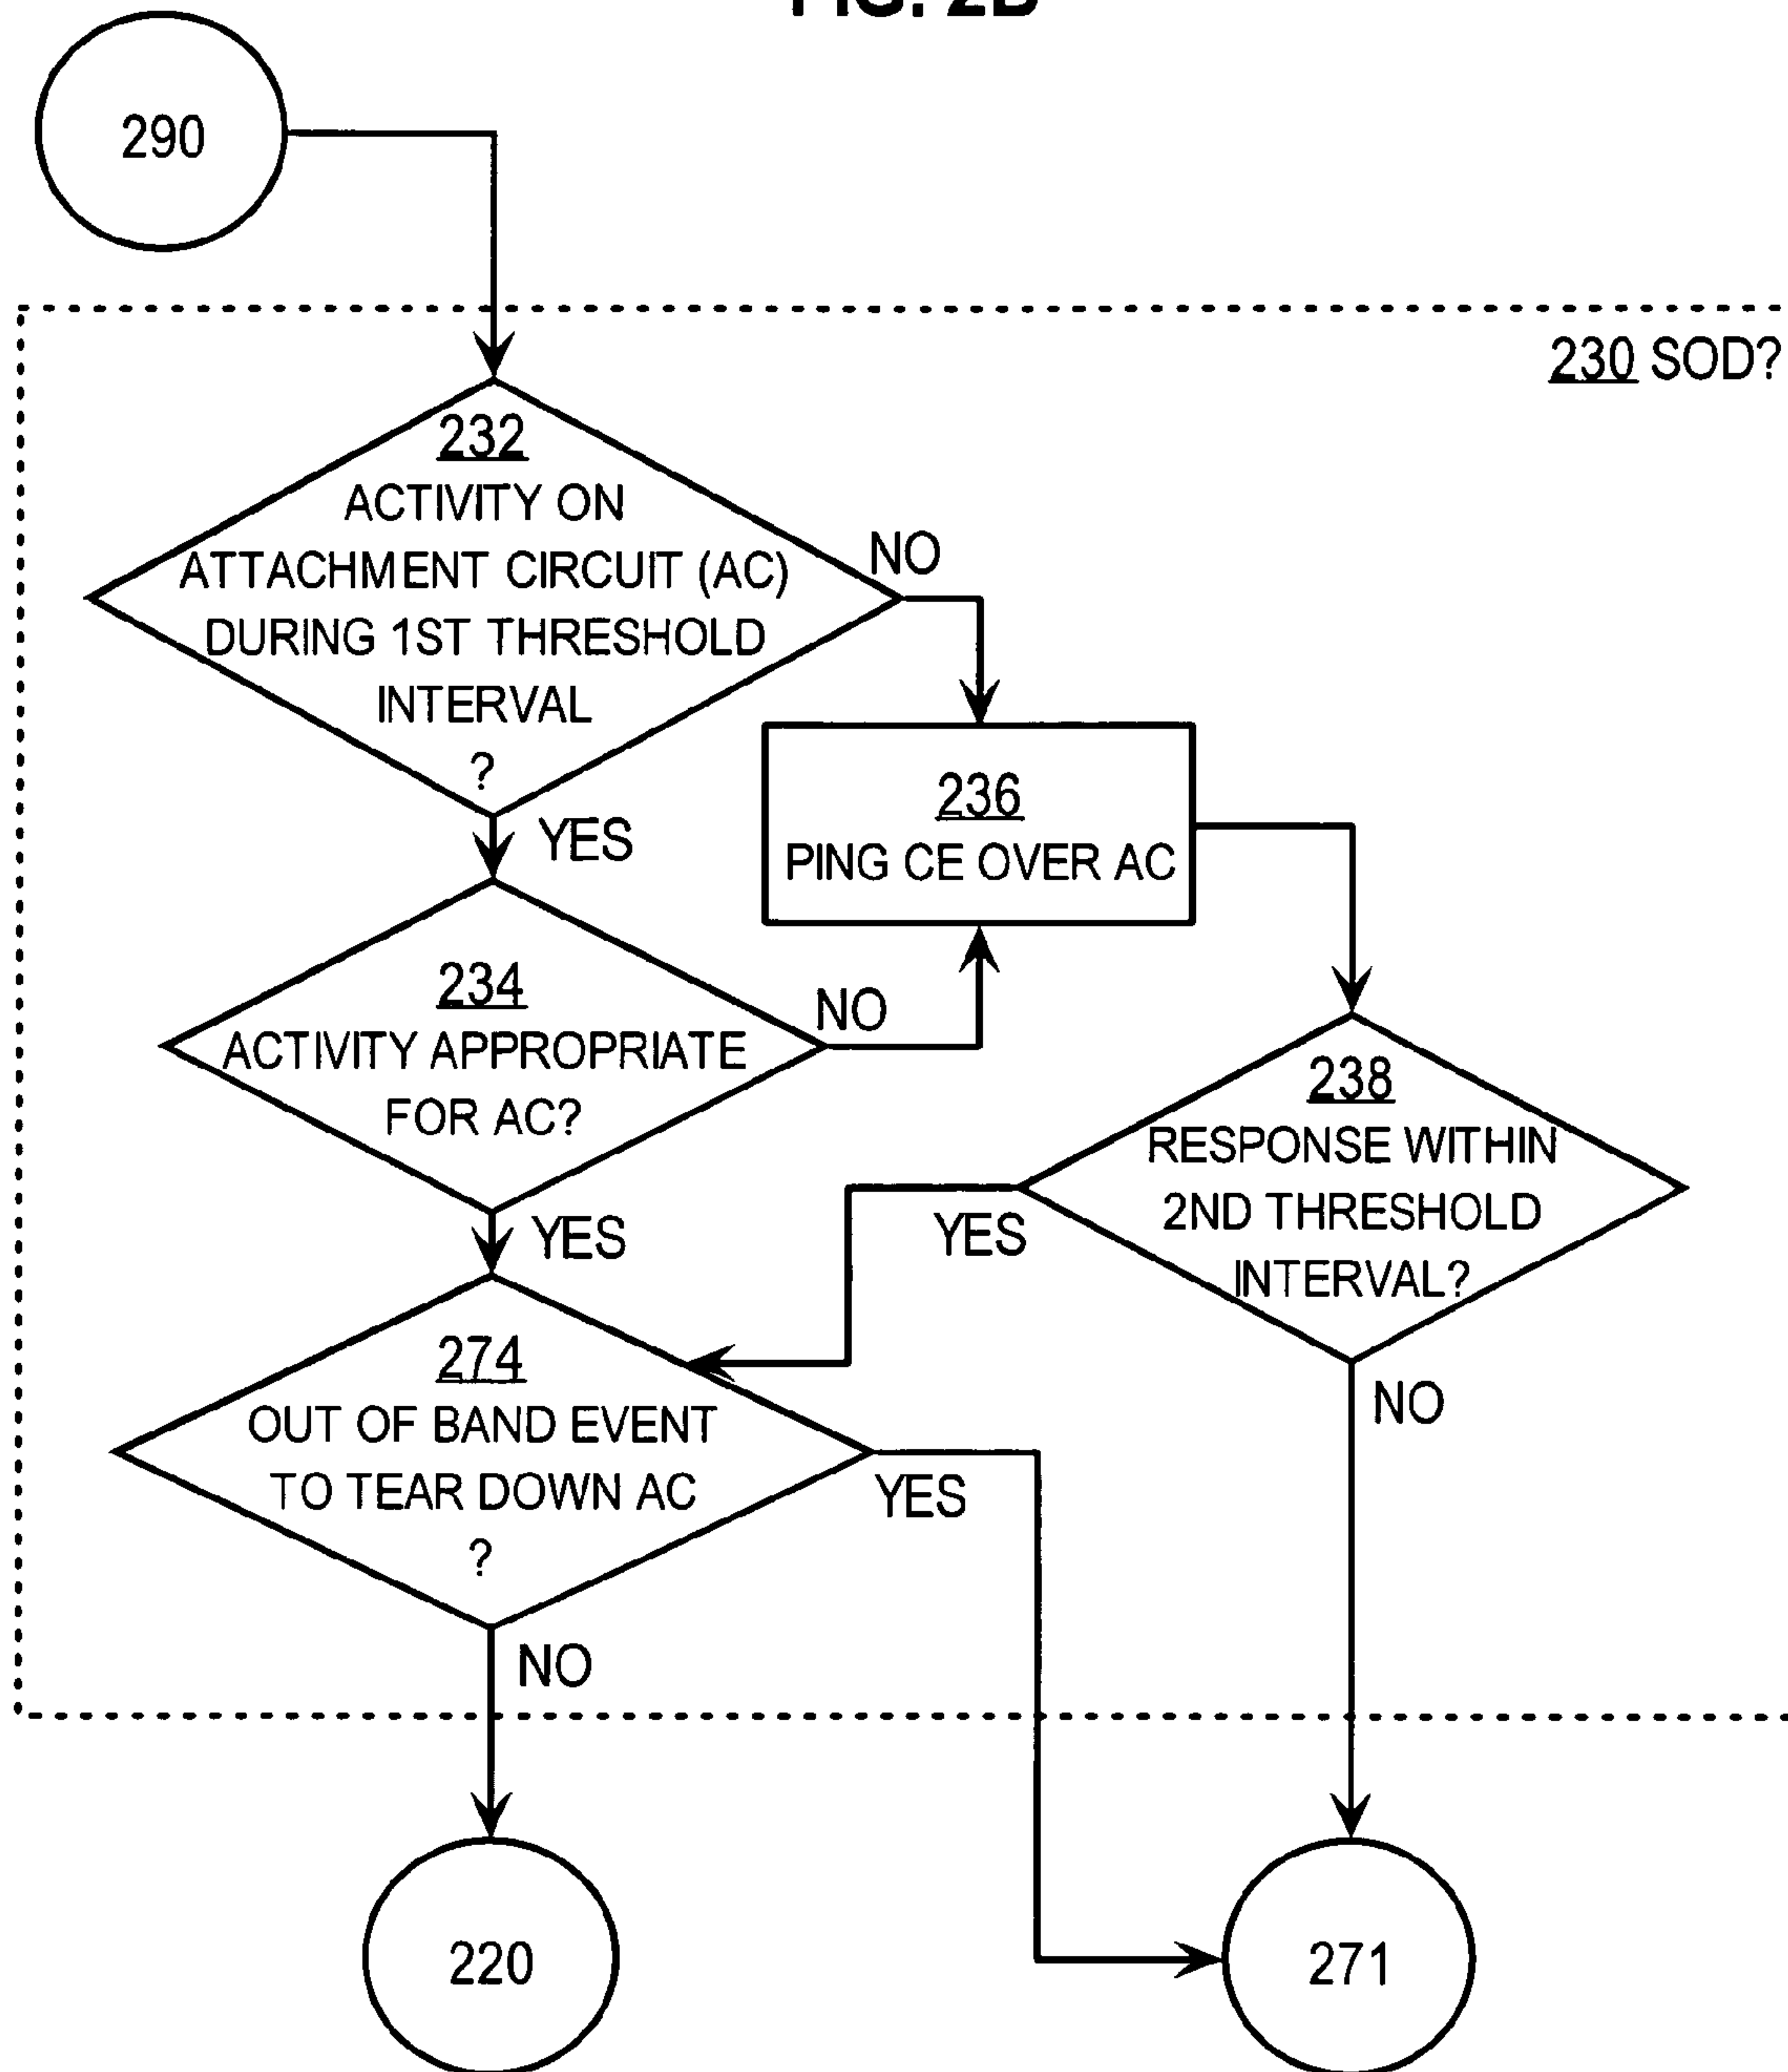 290
230 SOD?
232
ACTIVITY ON
ATTACHMENT CIRCUIT (AC)
DURING 1ST THRESHOLD
INTERVAL
?
NO
YES
236
PING CE OVER AC
234
ACTIVITY APPROPRIATE
FOR AC?
NO
YES
238
RESPONSE WITHIN
2ND THRESHOLD
INTERVAL?
YES
NO
274
OUT OF BAND EVENT
TO TEAR DOWN AC
?
YES
NO
220
271